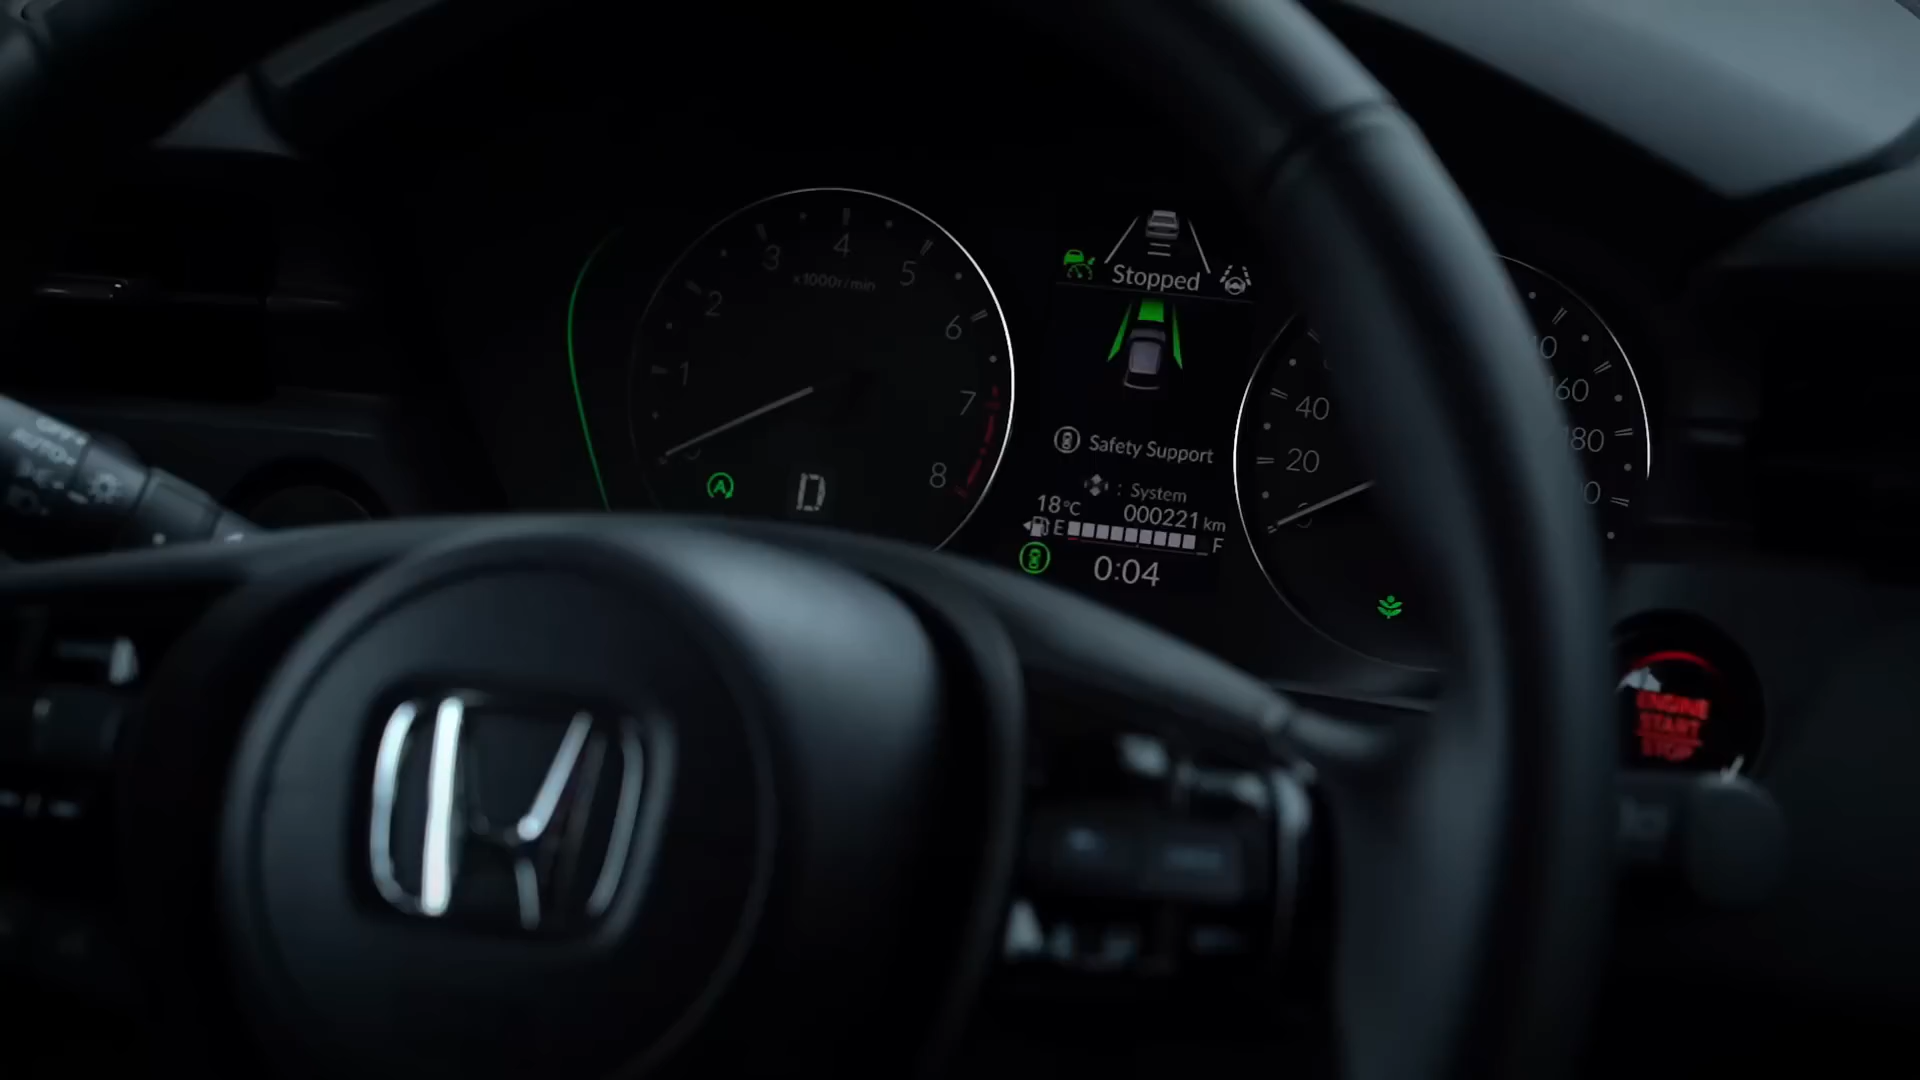 4
3
5
x1000r/min
2
6
1
7
8
D
A
Stopped
Safety Support
: System
18°C
000221 km
E
F
0:04
40
20
160
180
AUTO
ENGINE
START
STOP